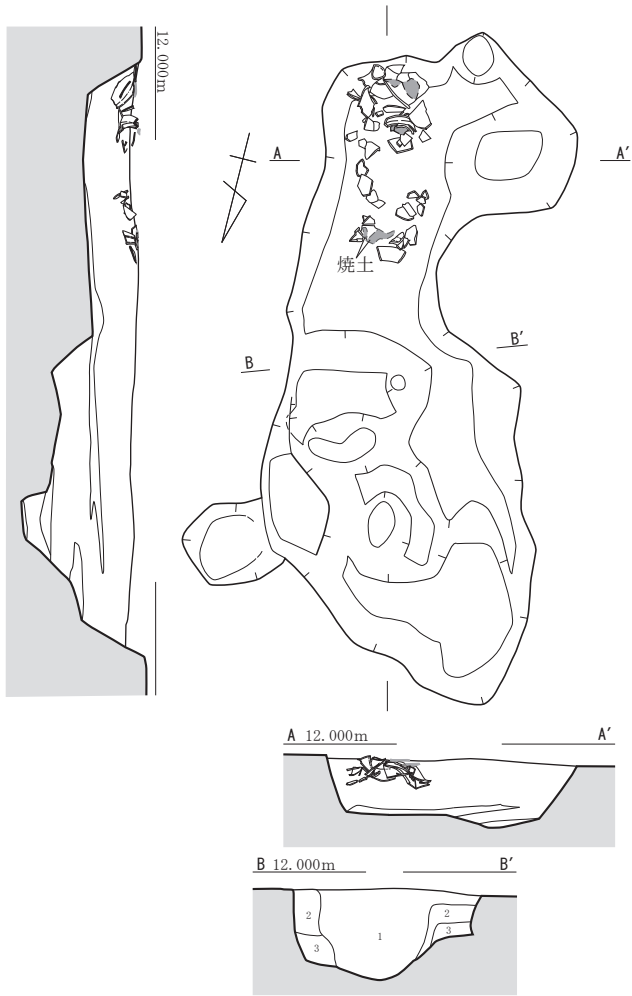 12.000m
A A′
焼土
B B′
A 12.000m A′
B 12.000m B′
2 2
1
3 3